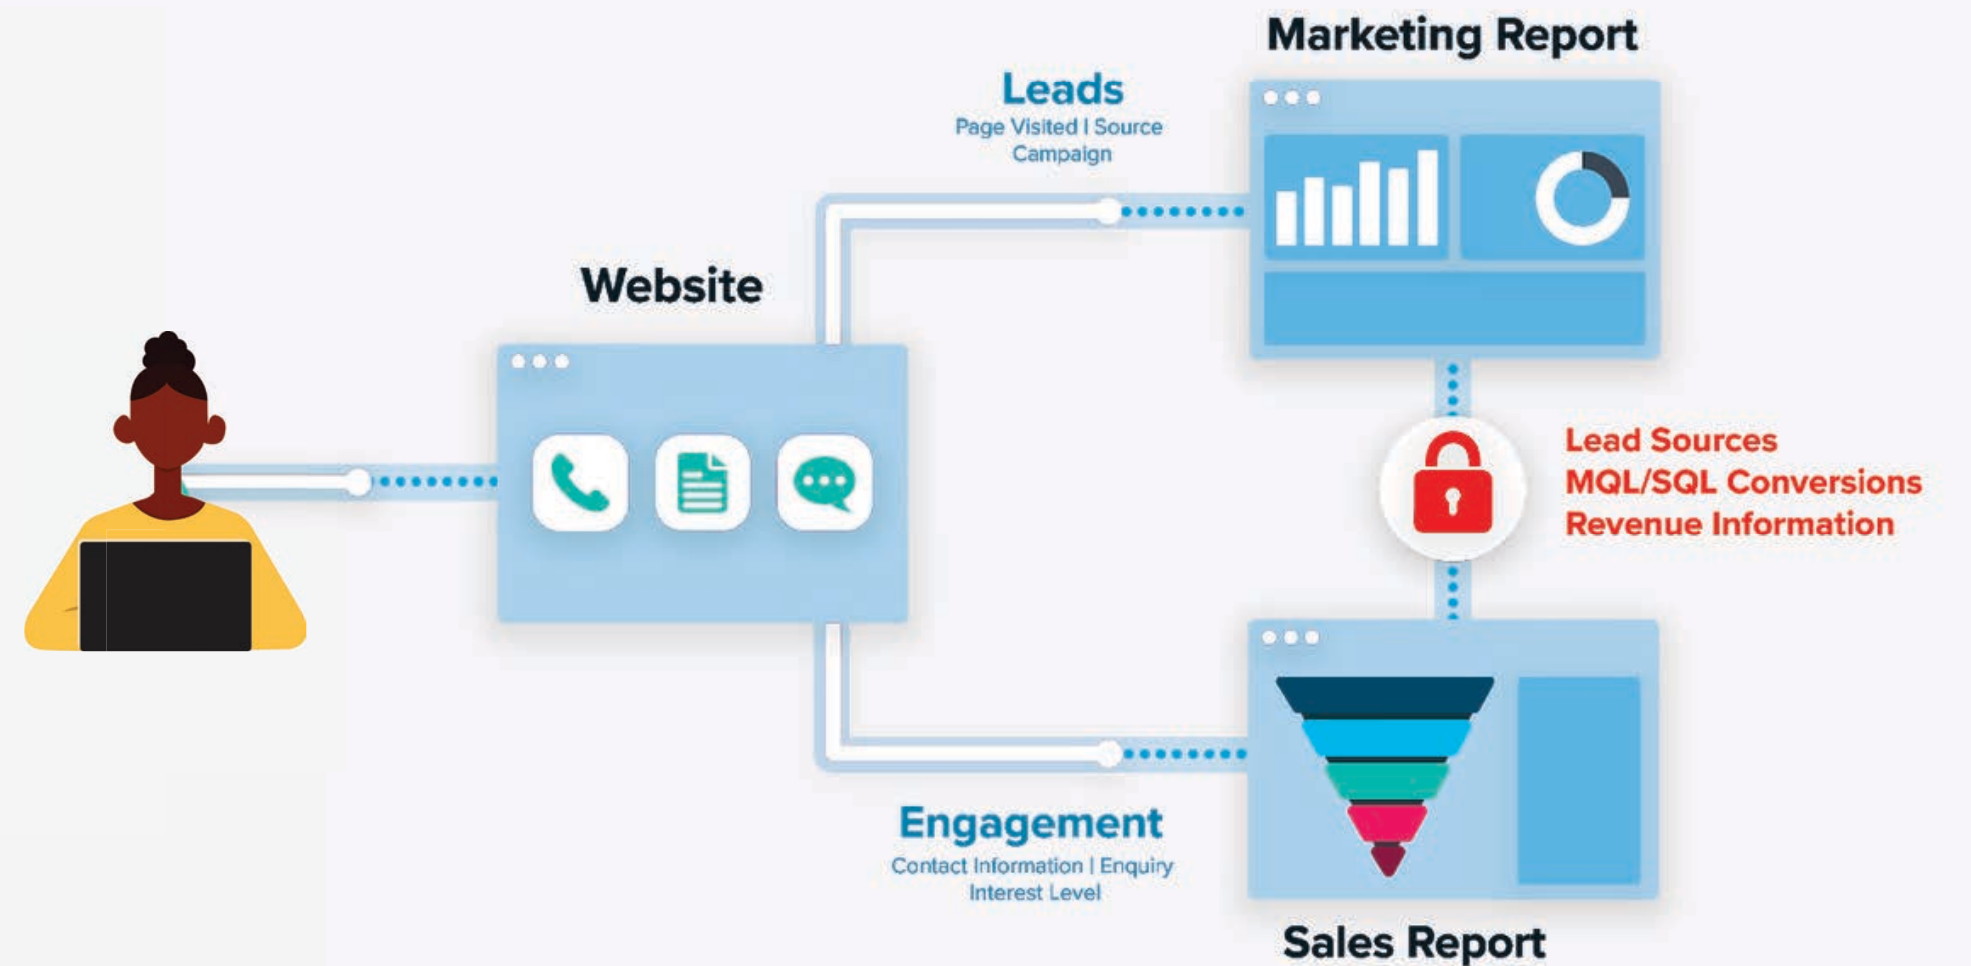 Marketing Report
Leads
Page Visited | Source
Campaign
Website
Lead Sources
MQL/SQL Conversions
Revenue Information
Engagement
Contact Information | Enquiry
Interest Level
Sales Report